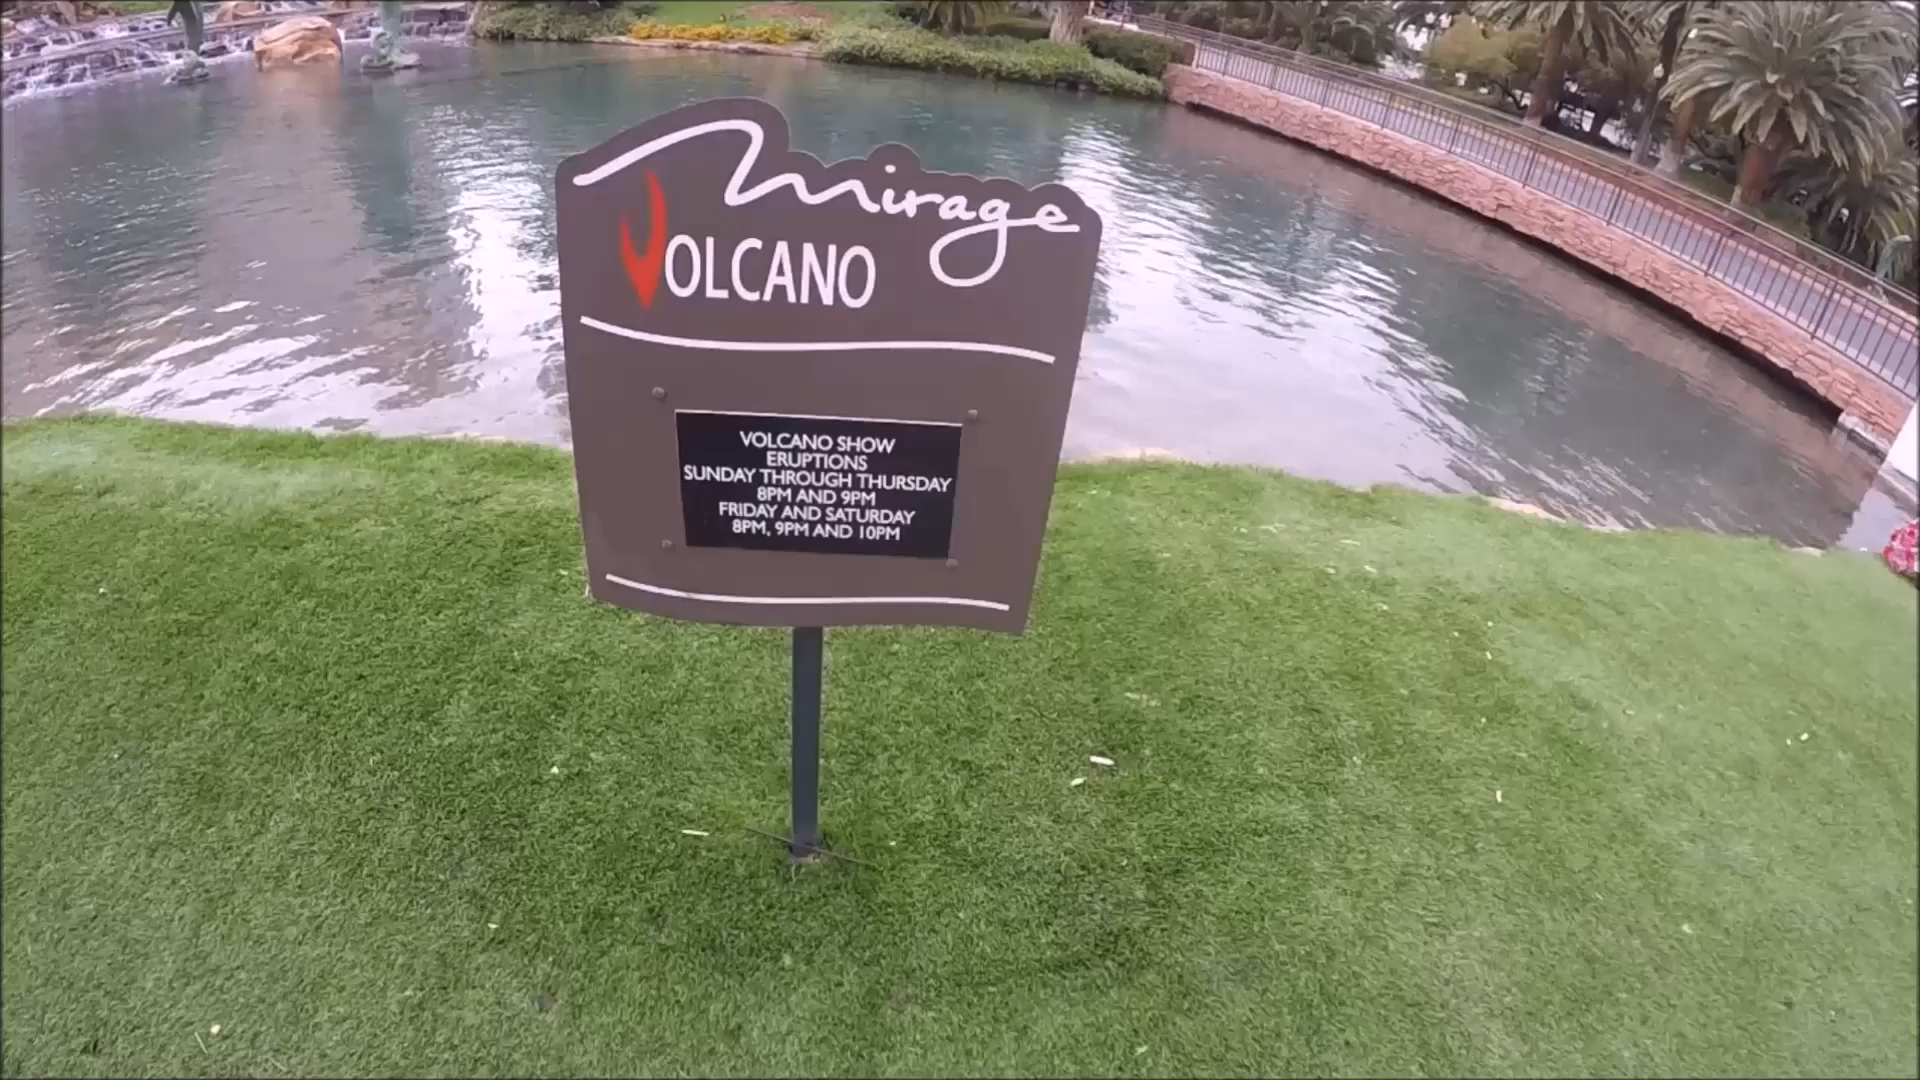 Mirage
VOLCANO
VOLCANO SHOW
ERUPTIONS
SUNDAY THROUGH THURSDAY
8PM AND 9PM
FRIDAY AND SATURDAY
8PM, 9PM AND 10PM